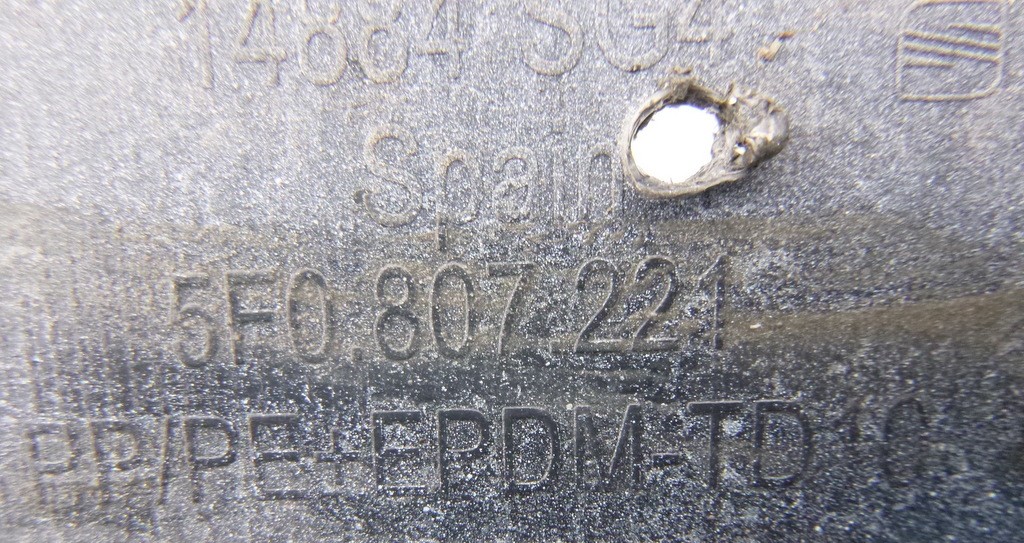 14884 SG4
Spain
5F0.807.221
PP/PE+EPDM-TD10